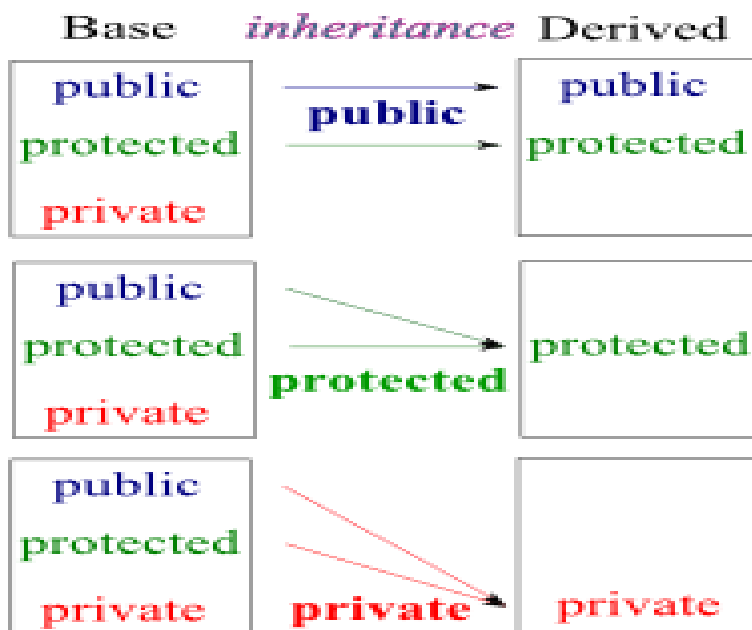 Base inheritance Derived
public public
public
protected protected
private
public
protected protected
protected
private
public
protected
private private private